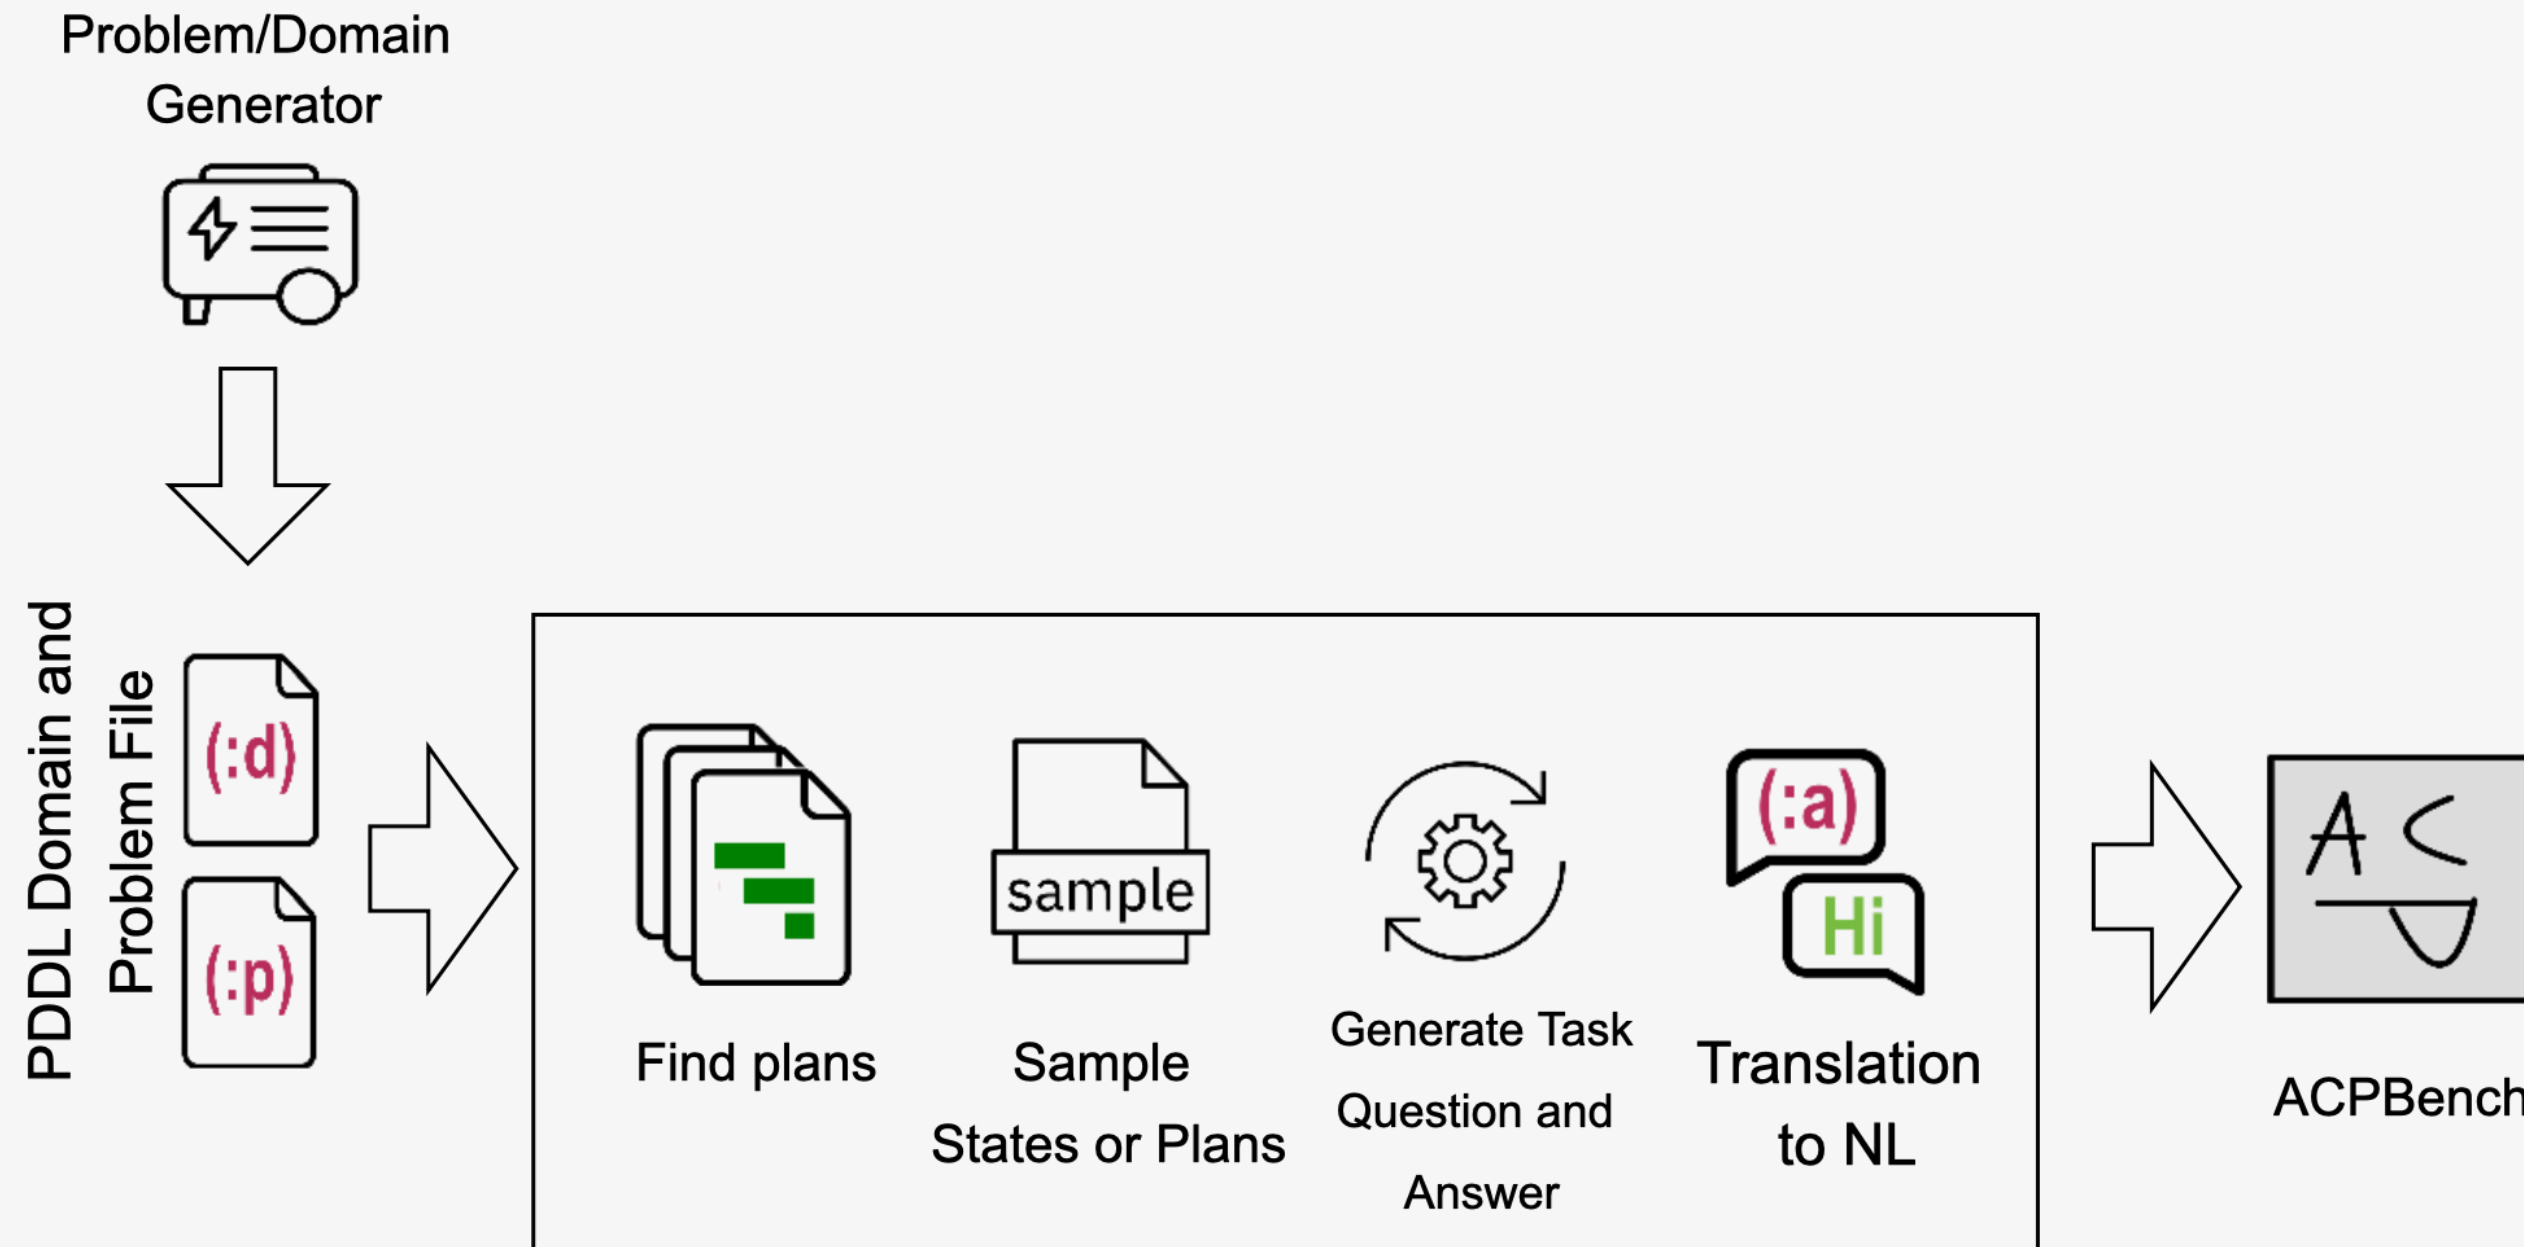 Problem/Domain
Generator
PDDL Domain and
Problem File
(:d)
(:p)
sample
(:a)
Hi
Find plans
Sample
States or Plans
Generate Task
Question and
Answer
Translation
to NL
A C
ACPBench